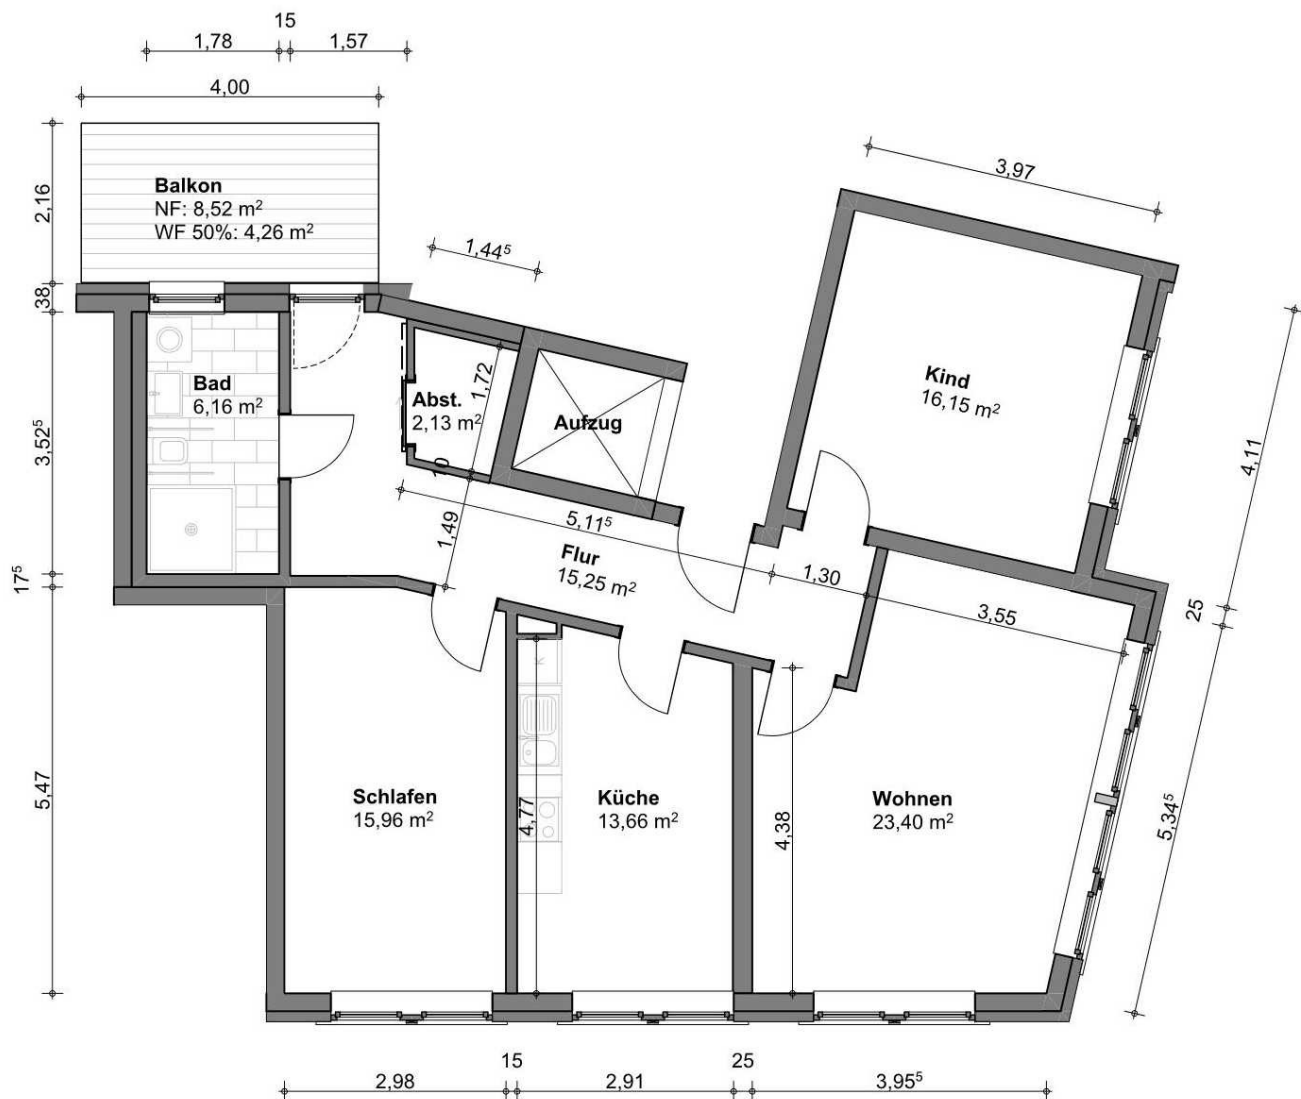 15
1,78
1,57
4,00
2,16
Balkon
NF: 8,52 m²
WF 50%: 4,26 m²
3,97
1,44⁵
38
3,52⁵
Bad
6,16 m²
Abst.
2,13 m²
1,72
Aufzug
Kind
16,15 m²
4,11
10
1,49
5,11⁵
Flur
15,25 m²
1,30
3,55
17⁵
25
5,47
Schlafen
15,96 m²
4,77
K
Küche
13,66 m²
4,38
Wohnen
23,40 m²
5,34⁵
15
25
2,98
2,91
3,95⁵